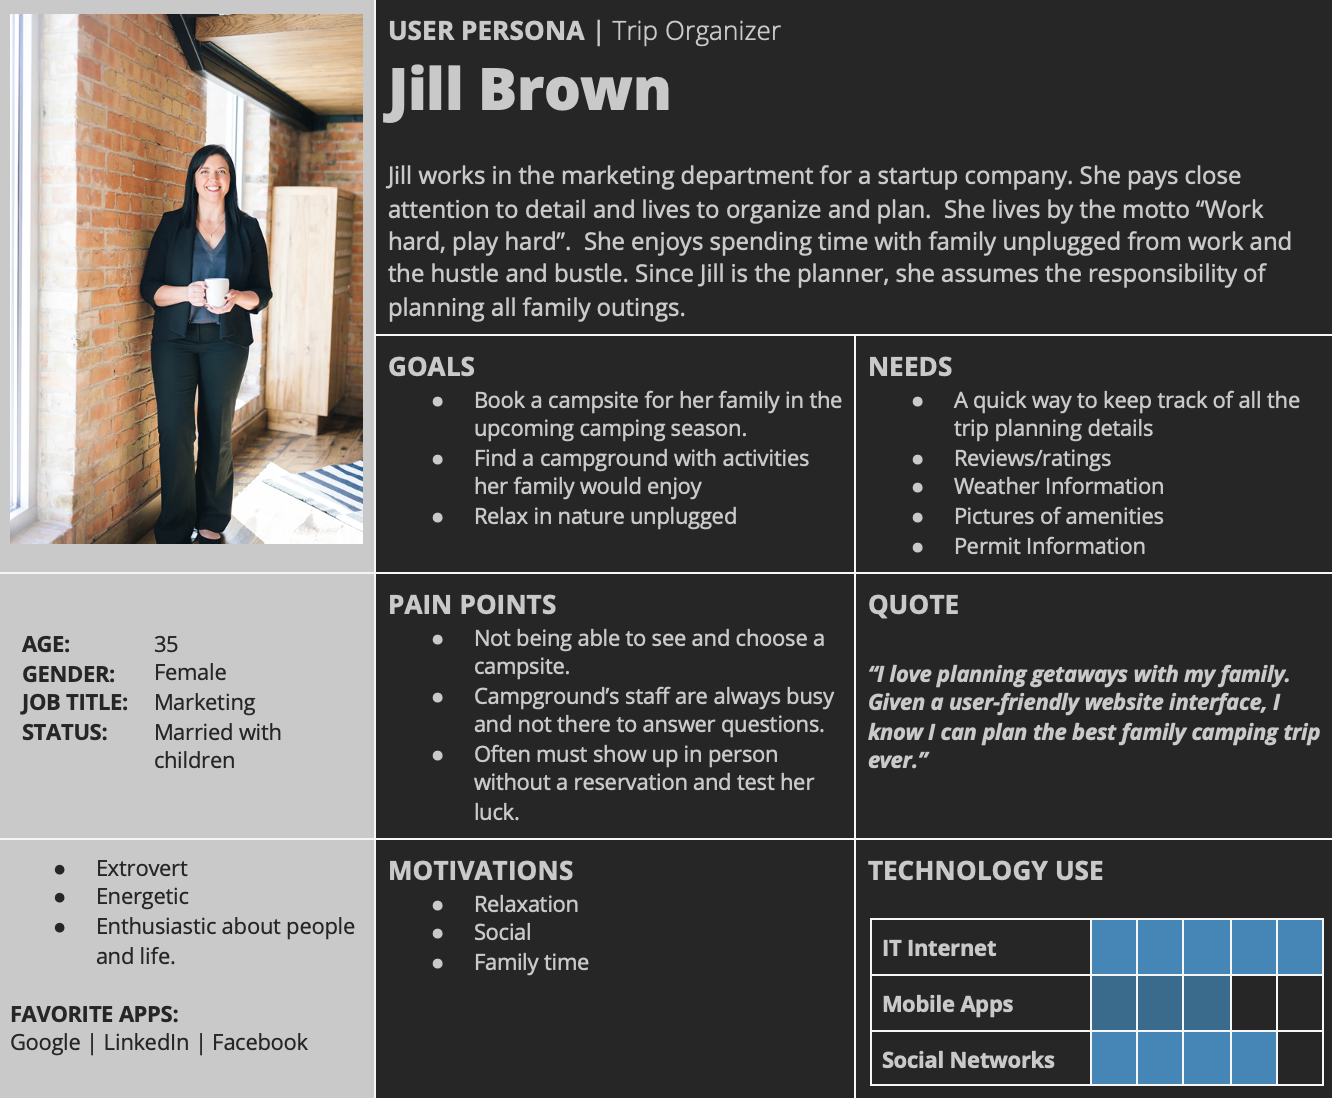 USER PERSONA | Trip Organizer
Jill Brown
Jill works in the marketing department for a startup company. She pays close
attention to detail and lives to organize and plan.  She lives by the motto “Work
hard, play hard”.  She enjoys spending time with family unplugged from work and
the hustle and bustle. Since Jill is the planner, she assumes the responsibility of
planning all family outings.
GOALS
● Book a campsite for her family in the
upcoming camping season.
● Find a campground with activities
her family would enjoy
● Relax in nature unplugged
NEEDS
● A quick way to keep track of all the
trip planning details
● Reviews/ratings
● Weather Information
● Pictures of amenities
● Permit Information
AGE: 35
GENDER: Female
JOB TITLE: Marketing
STATUS: Married with
children
PAIN POINTS
● Not being able to see and choose a
campsite.
● Campground’s staff are always busy
and not there to answer questions.
● Often must show up in person
without a reservation and test her
luck.
QUOTE
“I love planning getaways with my family.
Given a user-friendly website interface, I
know I can plan the best family camping trip
ever.”
● Extrovert
● Energetic
● Enthusiastic about people
and life.
FAVORITE APPS:
Google | LinkedIn | Facebook
MOTIVATIONS
● Relaxation
● Social
● Family time
TECHNOLOGY USE
IT Internet
Mobile Apps
Social Networks